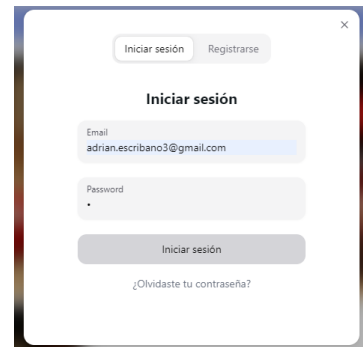 Iniciar sesión Registrarse
Iniciar sesión
Email
adrian.escribano3@gmail.com
Password
•
Iniciar sesión
¿Olvidaste tu contraseña?